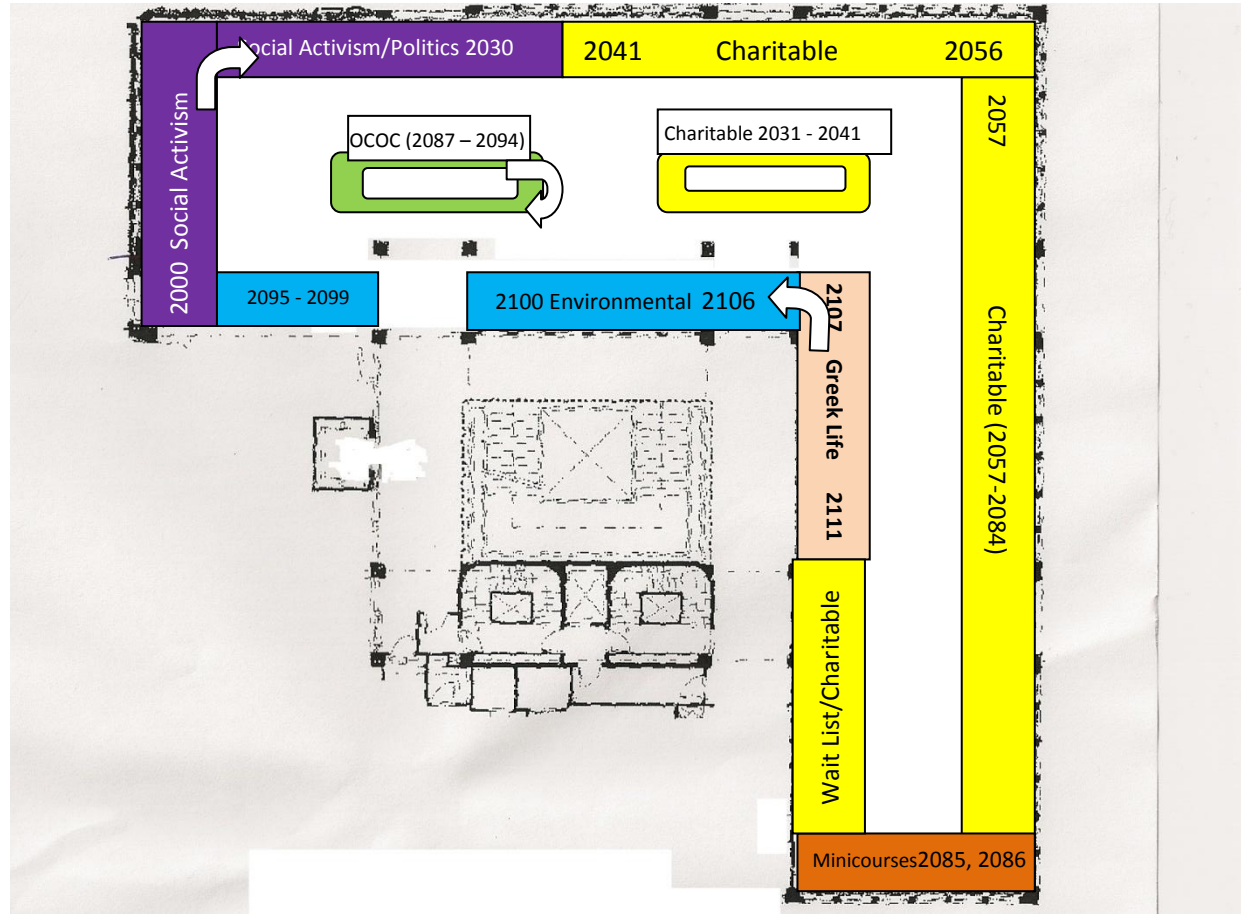 Social Activism/Politics 2030
2041 Charitable 2056
2000 Social Activism
OCOC (2087 – 2094)
Charitable 2031 - 2041
2057
Charitable (2057-2084)
2095 - 2099
2100 Environmental 2106
2107 Greek Life 2111
Wait List/Charitable
Minicourses2085, 2086